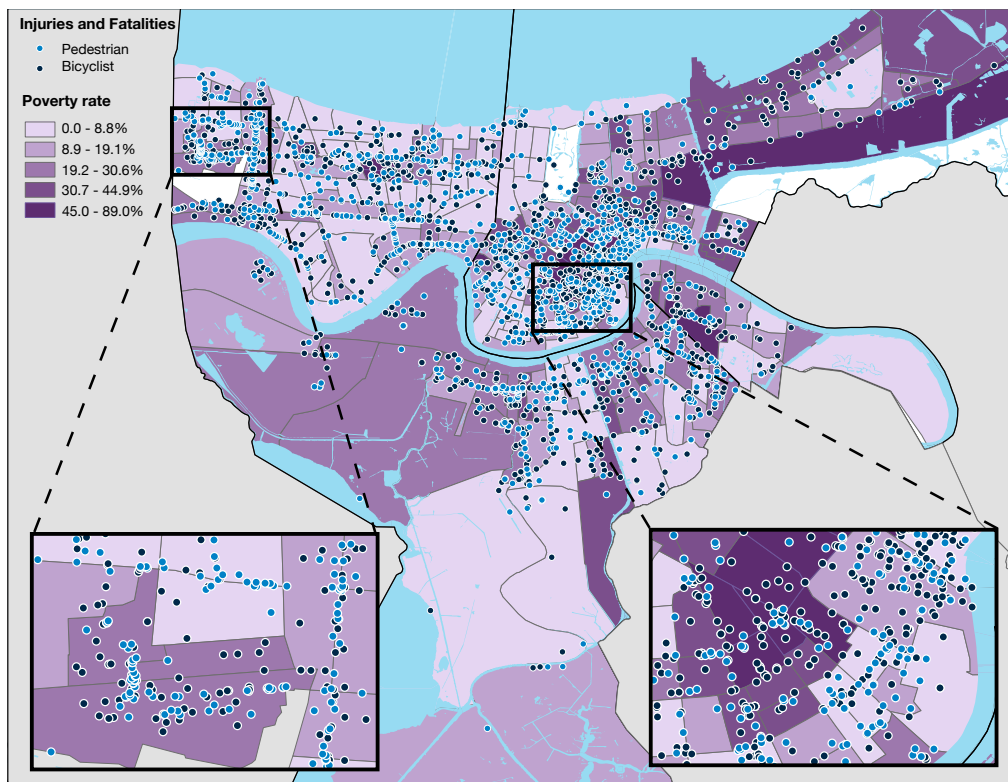 Injuries and Fatalities
Pedestrian
Bicyclist
Poverty rate
0.0 - 8.8%
8.9 - 19.1%
19.2 - 30.6%
30.7 - 44.9%
45.0 - 89.0%